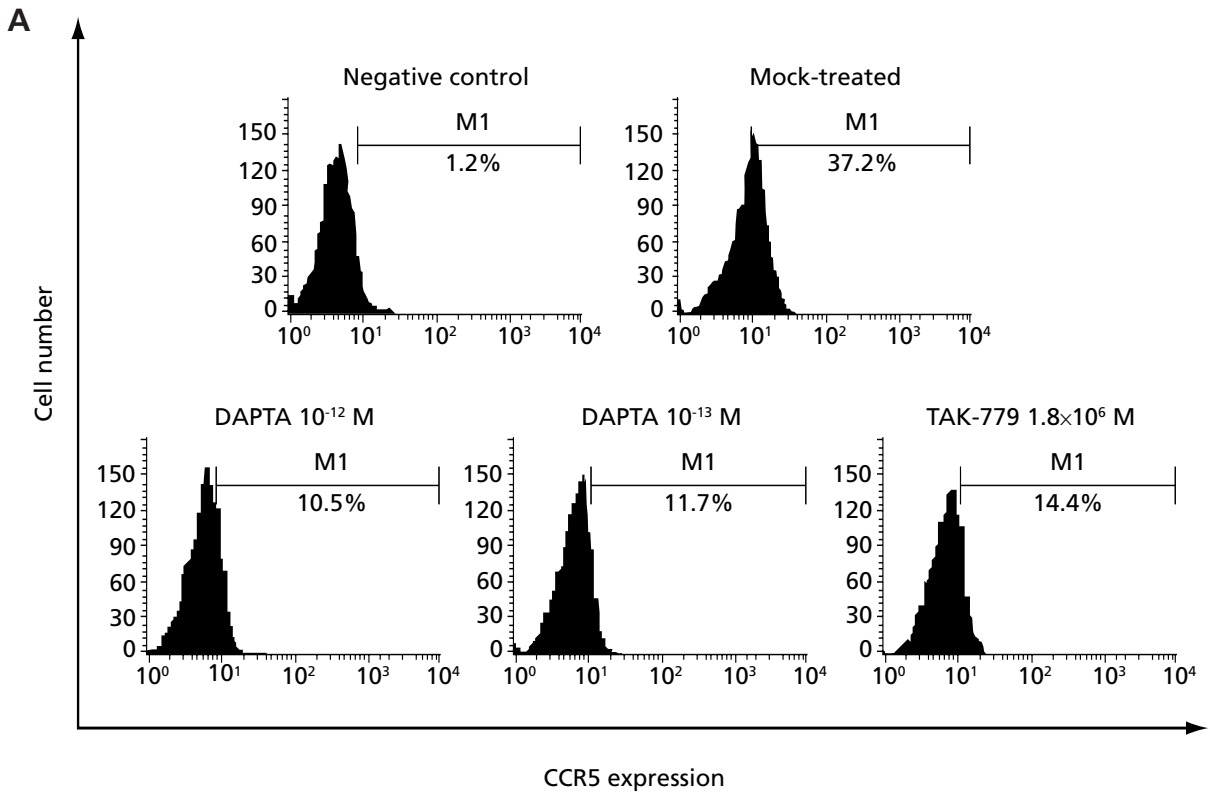 A
Negative control
M1
1.2%
150
120
90
60
30
0
10⁰ 10¹ 10² 10³ 10⁴
Mock-treated
M1
37.2%
150
120
90
60
30
0
10⁰ 10¹ 10² 10³ 10⁴
Cell number
DAPTA 10⁻¹² M
M1
10.5%
150
120
90
60
30
0
10⁰ 10¹ 10² 10³ 10⁴
DAPTA 10⁻¹³ M
M1
11.7%
150
120
90
60
30
0
10⁰ 10¹ 10² 10³ 10⁴
TAK-779 1.8×10⁶ M
M1
14.4%
150
120
90
60
30
0
10⁰ 10¹ 10² 10³ 10⁴
CCR5 expression